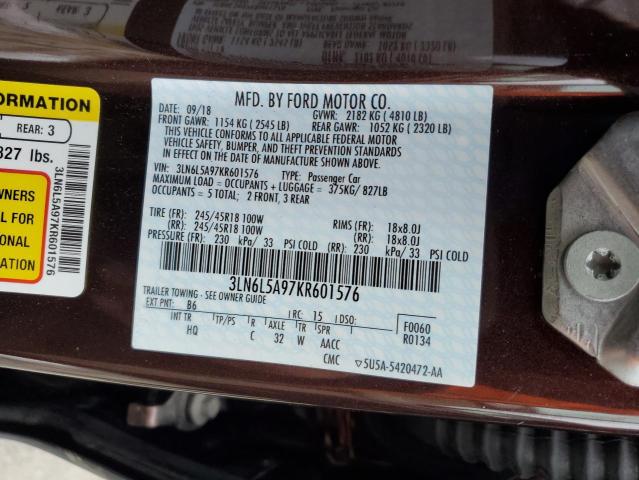 MFD. BY FORD MOTOR CO.
DATE: 09/18 GVWR: 2182 KG ( 4810 LB)
FRONT GAWR: 1154 KG ( 2545 LB) REAR GAWR: 1052 KG ( 2320 LB)
THIS VEHICLE CONFORMS TO ALL APPLICABLE FEDERAL MOTOR
VEHICLE SAFETY, BUMPER, AND THEFT PREVENTION STANDARDS
IN EFFECT ON THE DATE OF MANUFACTURE SHOWN ABOVE.
VIN: 3LN6L5A97KR601576 TYPE: Passenger Car
MAXIMUM LOAD = OCCUPANTS + LUGGAGE = 375KG/ 827LB
OCCUPANTS = 5 TOTAL; 2 FRONT, 3 REAR
TIRE (FR): 245/45R18 100W RIMS (FR): 18x8.0J
(RR): 245/45R18 100W (RR): 18x8.0J
PRESSURE (FR): 230 kPa/ 33 PSI COLD (RR): 230 kPa/ 33 PSI COLD
3LN6L5A97KR601576
TRAILER TOWING - SEE OWNER GUIDE
EXT PNT: B6 RC: 15 DSO: F0060
INT TR TP/PS R AXLE TR SPR R0134
HQ C 32 W AACC
CMC 5U5A-5420472-AA
FORMATION
REAR: 3
827 lbs.
3LN6L5A97KR601576
WNERS
L FOR
ONAL
ATION